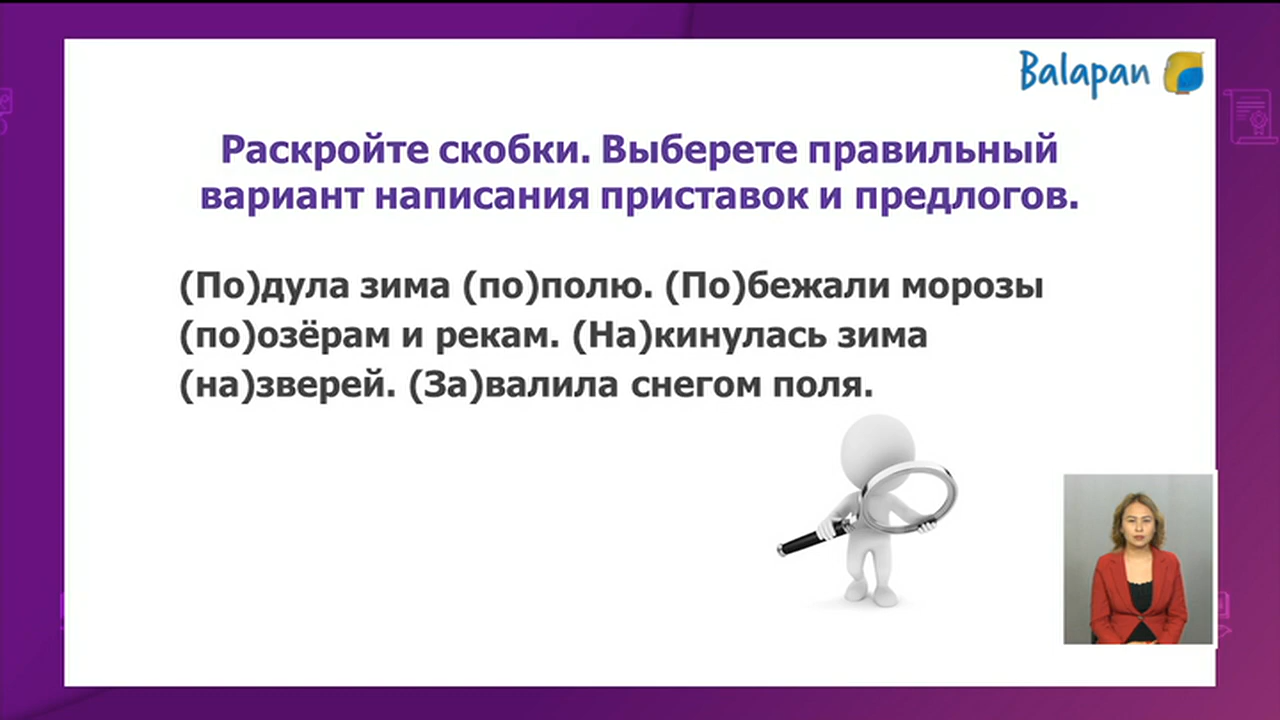 Balapan
Раскройте скобки. Выберете правильный
вариант написания приставок и предлогов.
(По)дула зима (по)полю. (По)бежали морозы
(по)озёрам и рекам. (На)кинулась зима
(на)зверей. (За)валила снегом поля.